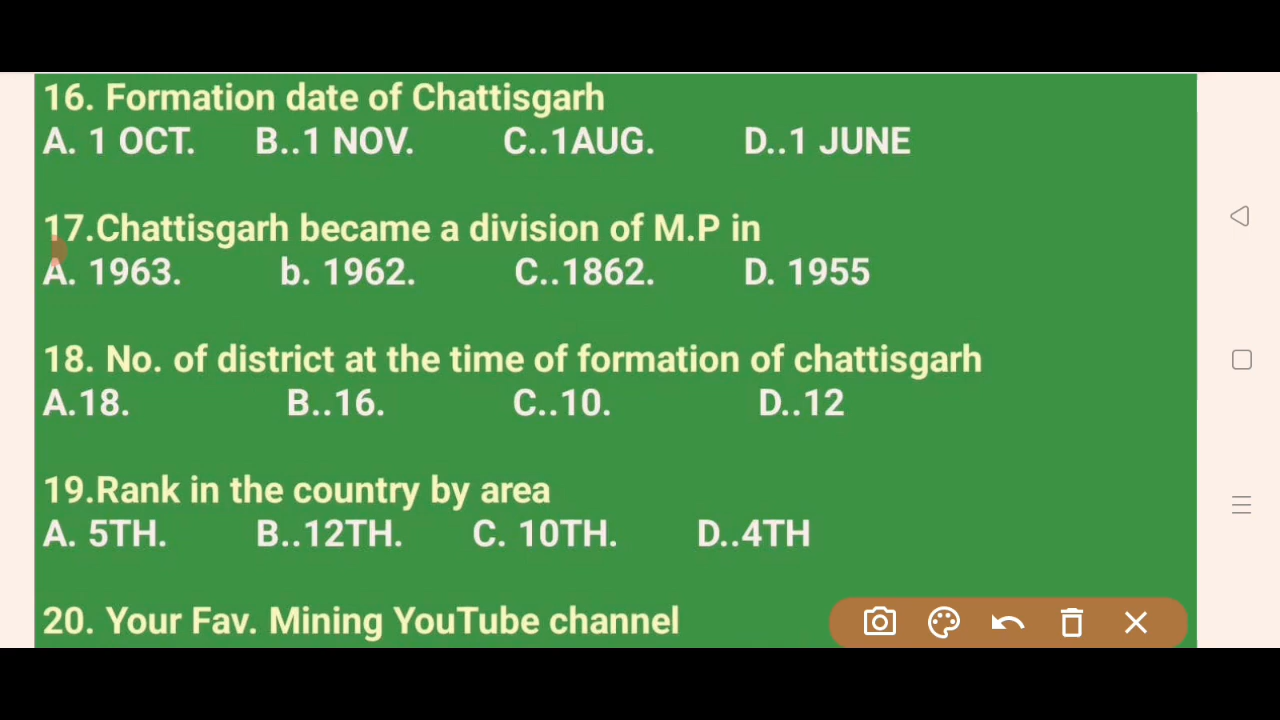 16. Formation date of Chattisgarh
A. 1 OCT. B..1 NOV. C..1AUG. D..1 JUNE
17.Chattisgarh became a division of M.P in
A. 1963. b. 1962. C..1862. D. 1955
18. No. of district at the time of formation of chattisgarh
A.18. B..16. C..10. D..12
19.Rank in the country by area
A. 5TH. B..12TH. C. 10TH. D..4TH
20. Your Fav. Mining YouTube channel